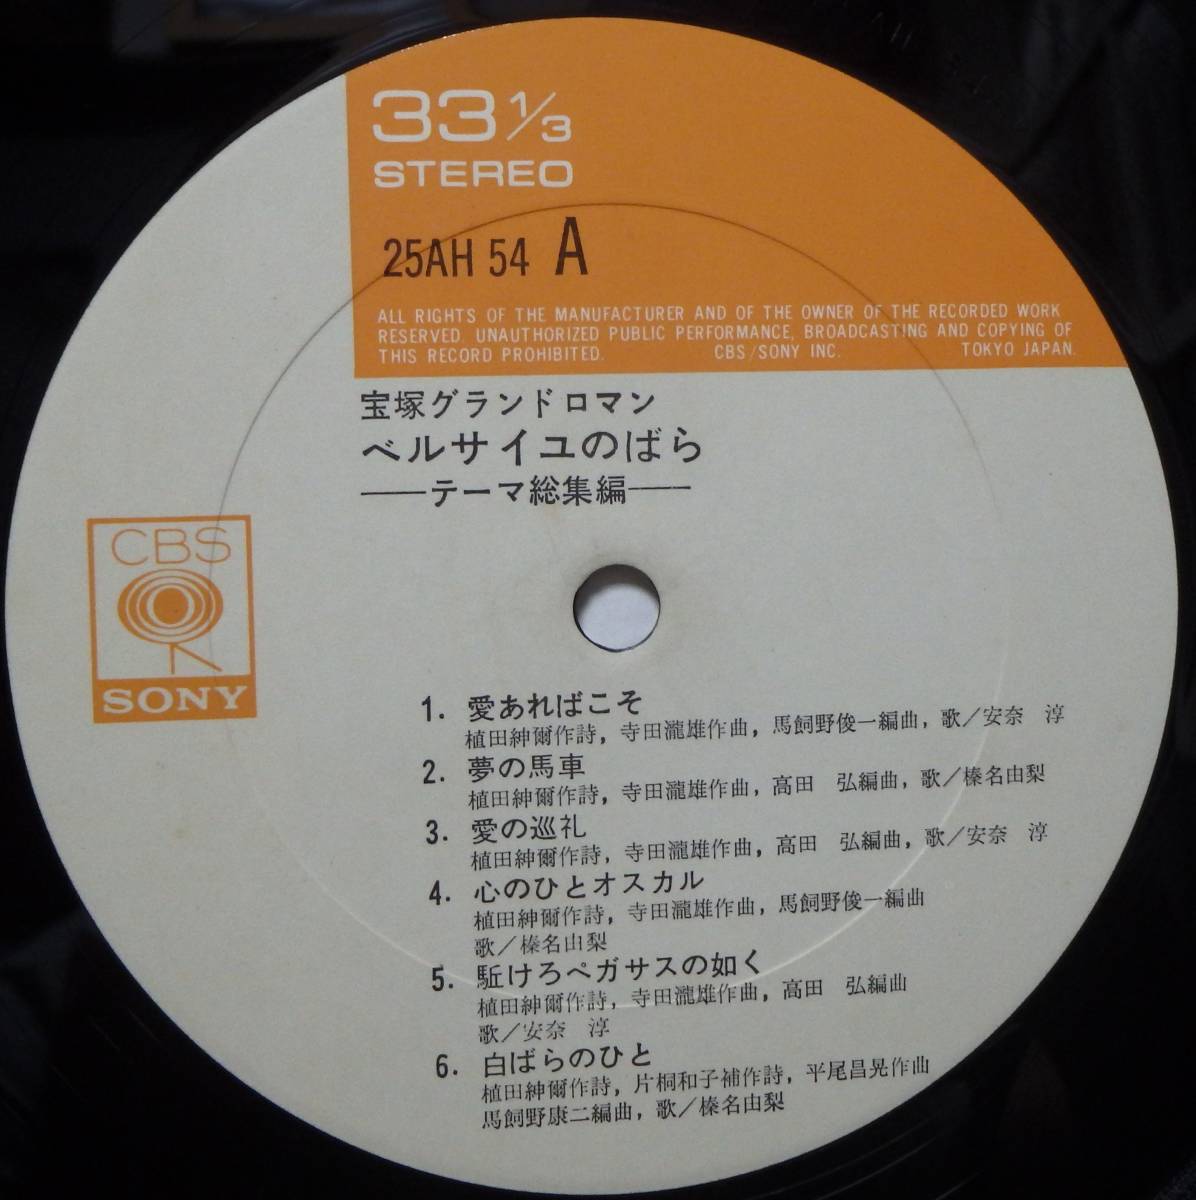 33 1/3
STEREO
25AH 54 A
ALL RIGHTS OF THE MANUFACTURER AND OF THE OWNER OF THE RECORDED WORK
RESERVED. UNAUTHORIZED PUBLIC PERFORMANCE, BROADCASTING AND COPYING OF
THIS RECORD PROHIBITED. CBS/SONY INC. TOKYO JAPAN.
宝塚グランドロマン
ベルサイユのばら
──テーマ総集編──
CBS
SONY
1. 愛あればこそ
植田紳爾作詩, 寺田瀧雄作曲, 馬飼野俊一編曲, 歌／安奈 淳
2. 夢の馬車
植田紳爾作詩, 寺田瀧雄作曲, 高田 弘編曲, 歌／榛名由梨
3. 愛の巡礼
植田紳爾作詩, 寺田瀧雄作曲, 高田 弘編曲, 歌／安奈 淳
4. 心のひとオスカル
植田紳爾作詩, 寺田瀧雄作曲, 馬飼野俊一編曲
歌／榛名由梨
5. 駈けろペガサスの如く
植田紳爾作詩, 寺田瀧雄作曲, 高田 弘編曲
歌／安奈 淳
6. 白ばらのひと
植田紳爾作詩, 片桐和子補作詩, 平尾昌晃作曲
馬飼野康二編曲, 歌／榛名由梨